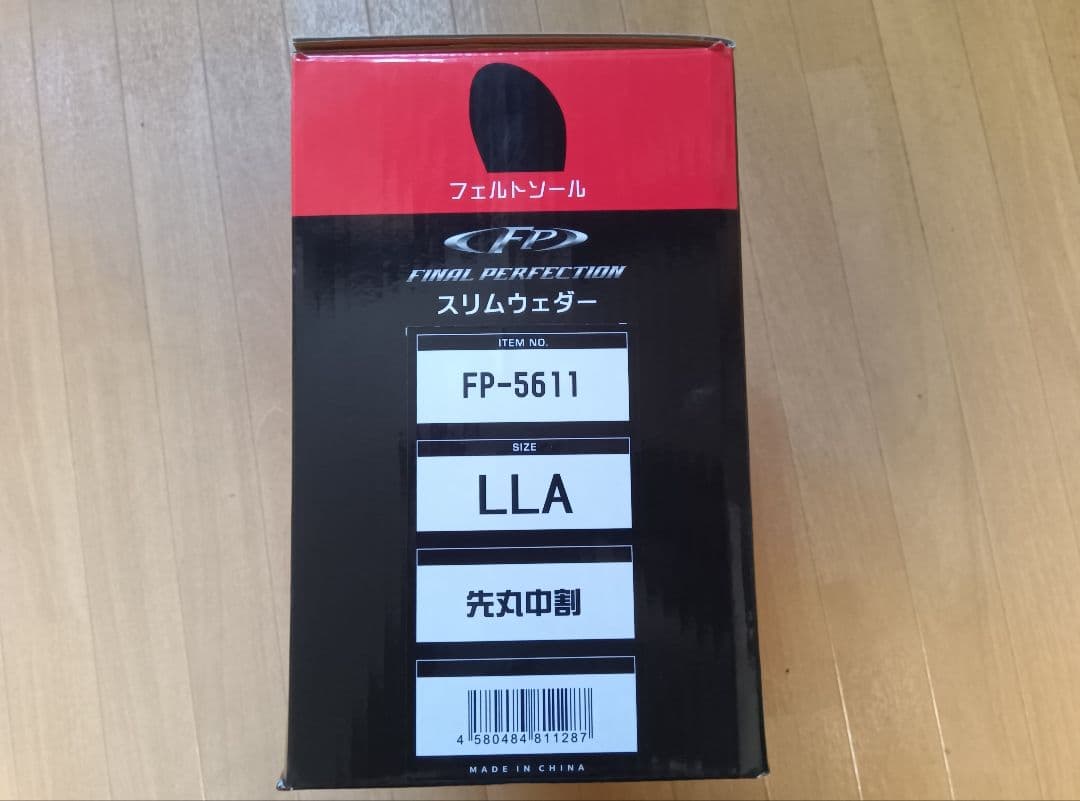 フェルトソール
FP
FINAL PERFECTION
スリムウェダー
ITEM NO.
FP-5611
SIZE
LLA
先丸中割
4 580484 811287
MADE IN CHINA